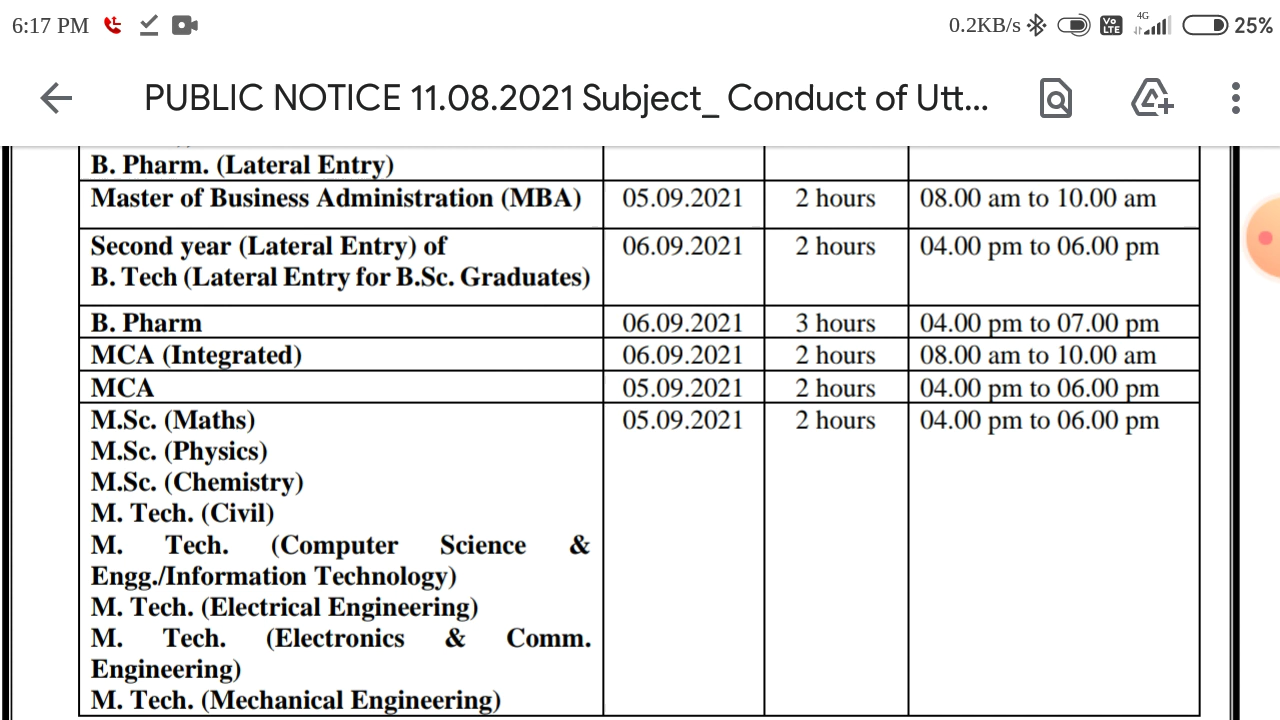 6:17 PM 0.2KB/s Vo LTE 4G 25%
PUBLIC NOTICE 11.08.2021 Subject_ Conduct of Utt...
B. Pharm. (Lateral Entry)
Master of Business Administration (MBA) 05.09.2021 2 hours 08.00 am to 10.00 am
Second year (Lateral Entry) of 06.09.2021 2 hours 04.00 pm to 06.00 pm
B. Tech (Lateral Entry for B.Sc. Graduates)
B. Pharm 06.09.2021 3 hours 04.00 pm to 07.00 pm
MCA (Integrated) 06.09.2021 2 hours 08.00 am to 10.00 am
MCA 05.09.2021 2 hours 04.00 pm to 06.00 pm
M.Sc. (Maths) 05.09.2021 2 hours 04.00 pm to 06.00 pm
M.Sc. (Physics)
M.Sc. (Chemistry)
M. Tech. (Civil)
M. Tech. (Computer Science &
Engg./Information Technology)
M. Tech. (Electrical Engineering)
M. Tech. (Electronics & Comm.
Engineering)
M. Tech. (Mechanical Engineering)